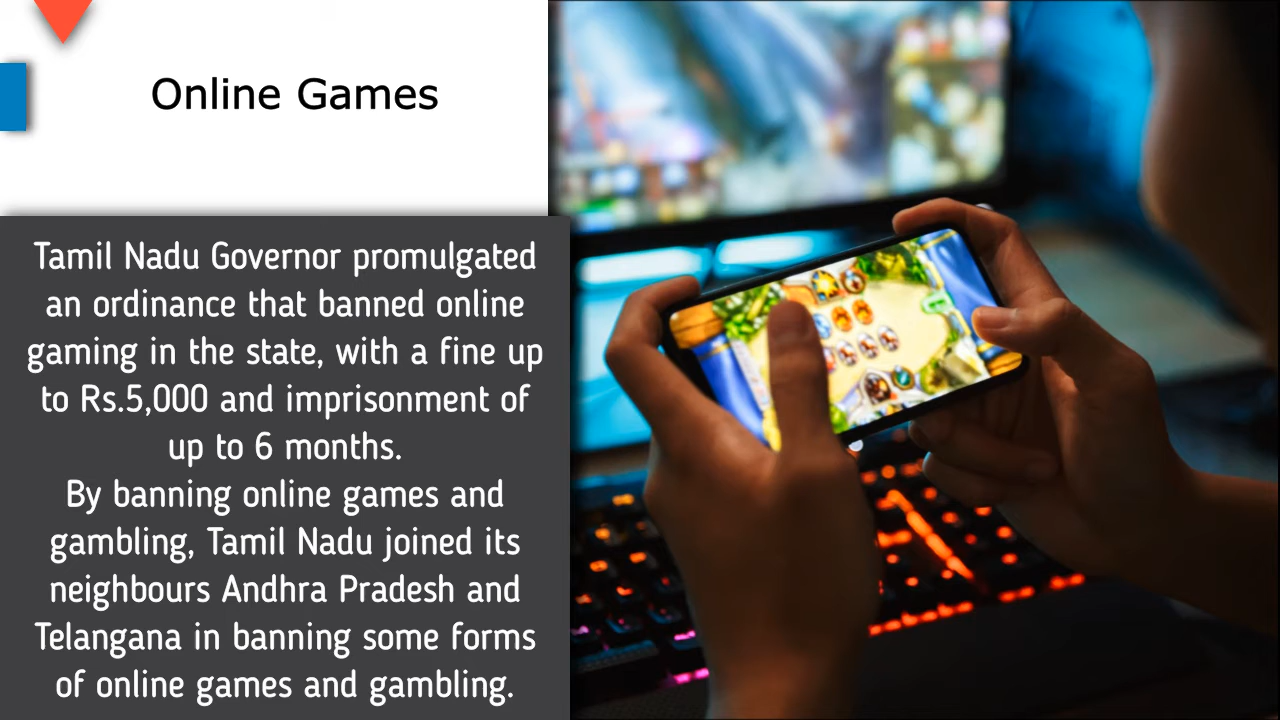 Online Games
Tamil Nadu Governor promulgated
an ordinance that banned online
gaming in the state, with a fine up
to Rs.5,000 and imprisonment of
up to 6 months.
By banning online games and
gambling, Tamil Nadu joined its
neighbours Andhra Pradesh and
Telangana in banning some forms
of online games and gambling.